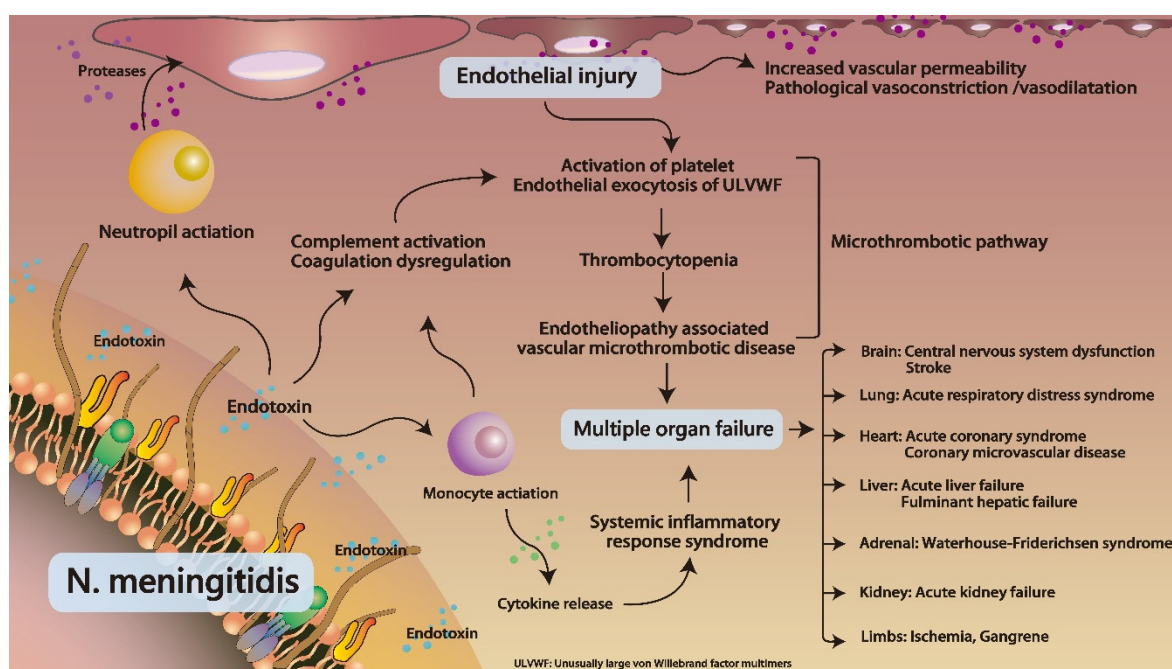 Proteases
Endothelial injury
Increased vascular permeability
Pathological vasoconstriction /vasodilatation
Neutropil actiation
Activation of platelet
Endothelial exocytosis of ULVWF
Complement activation
Coagulation dysregulation
Microthrombotic pathway
Thrombocytopenia
Endotheliopathy associated
vascular microthrombotic disease
Endotoxin
Endotoxin
Multiple organ failure
Brain: Central nervous system dysfunction
Stroke
Lung: Acute respiratory distress syndrome
Heart: Acute coronary syndrome
Coronary microvascular disease
Liver: Acute liver failure
Fulminant hepatic failure
Adrenal: Waterhouse-Friderichsen syndrome
Kidney: Acute kidney failure
Limbs: Ischemia, Gangrene
Monocyte actiation
Systemic inflammatory
response syndrome
Cytokine release
Endotoxin
N. meningitidis
Endotoxin
ULVWF: Unusually large von Willebrand factor multimers